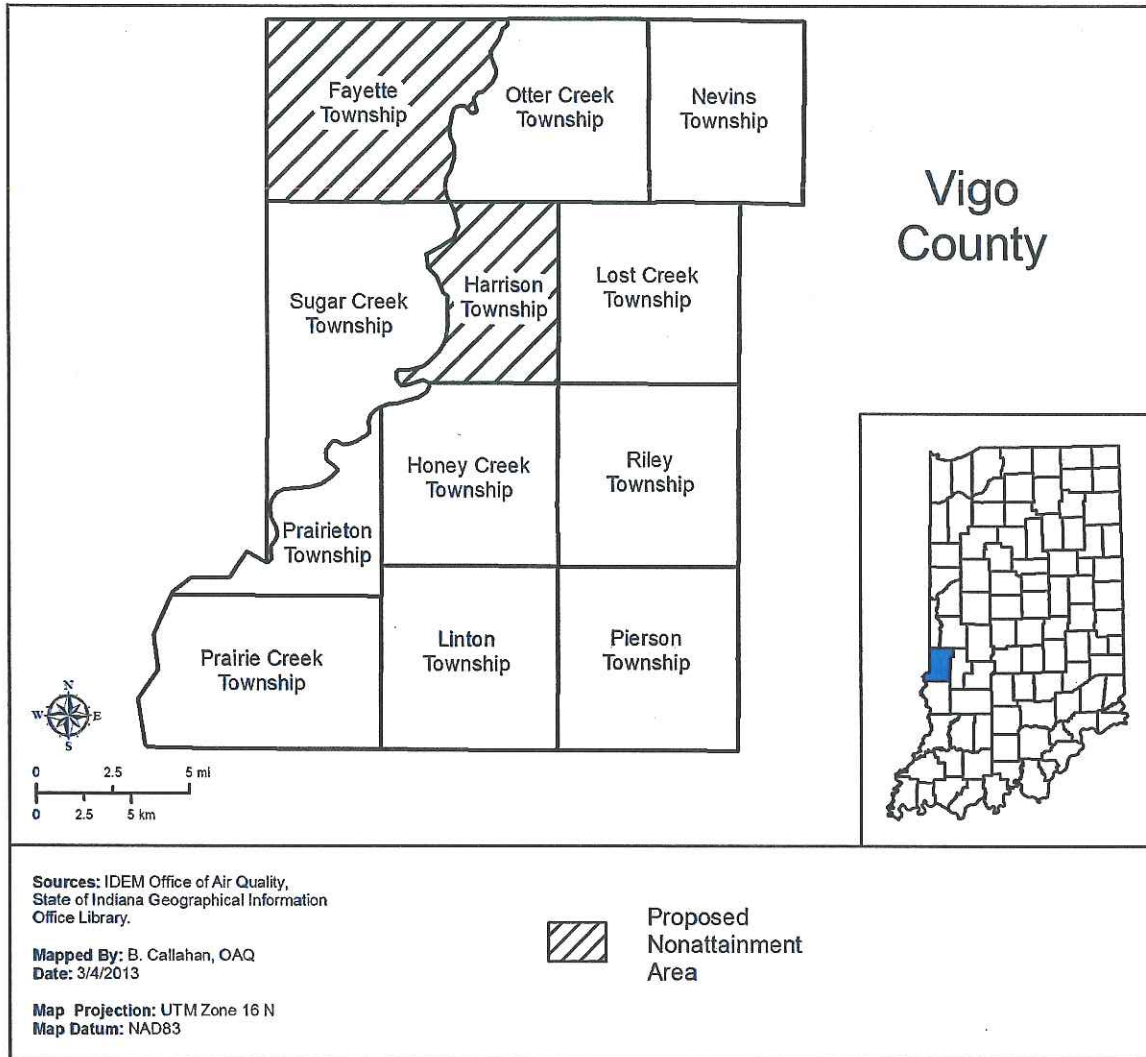 Fayette
Township
Otter Creek
Township
Nevins
Township
Vigo
County
Sugar Creek
Township
Harrison
Township
Lost Creek
Township
Honey Creek
Township
Riley
Township
Prairieton
Township
Prairie Creek
Township
Linton
Township
Pierson
Township
N
W E
S
0 2.5 5 mi
0 2.5 5 km
Sources: IDEM Office of Air Quality,
State of Indiana Geographical Information
Office Library.
Mapped By: B. Callahan, OAQ
Date: 3/4/2013
Map Projection: UTM Zone 16 N
Map Datum: NAD83
Proposed
Nonattainment
Area